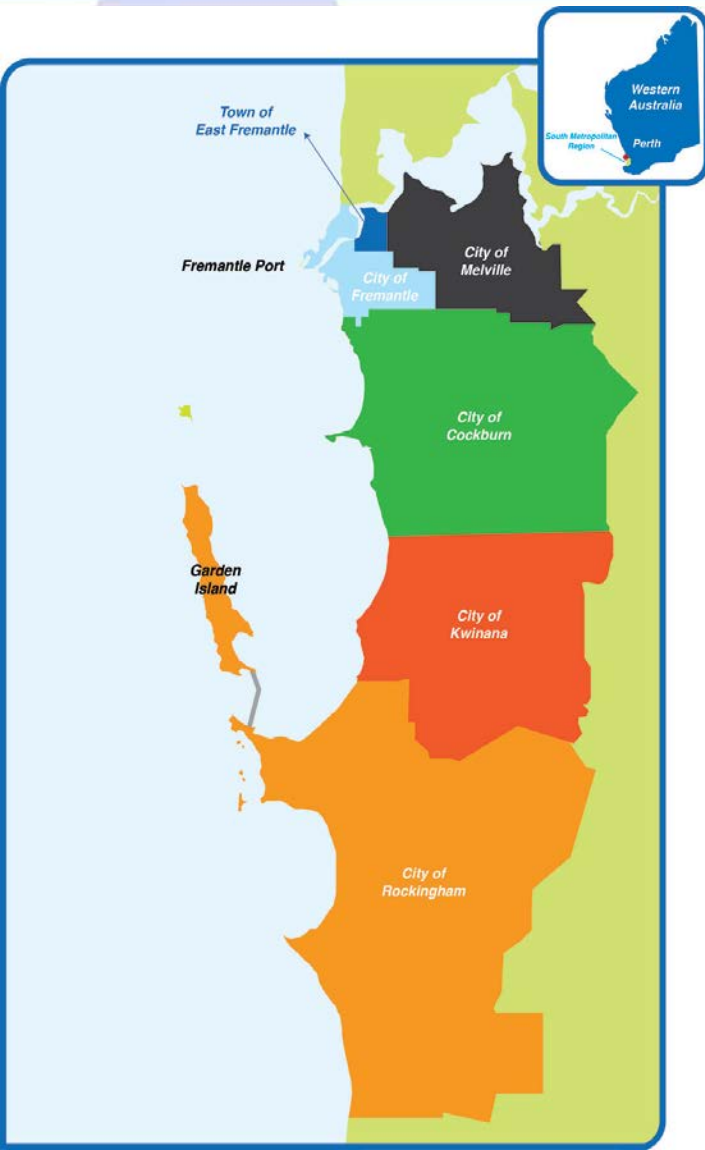 Western
Australia
South Metropolitan
Region
Perth
Town of
East Fremantle
City of
Melville
Fremantle Port
City of
Fremantle
City of
Cockburn
Garden
Island
City of
Kwinana
City of
Rockingham